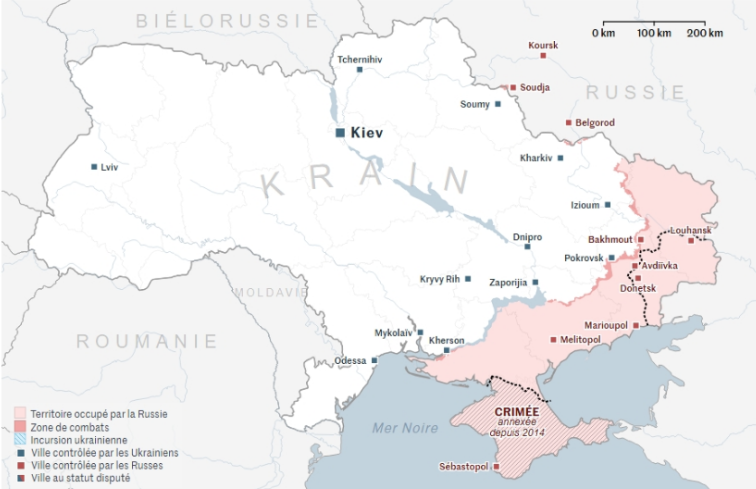 BIÉLORUSSIE
0 km 100 km 200 km
Koursk
Tchernihiv
Soudja
RUSSIE
Soumy
Belgorod
Kiev
Kharkiv
Lviv
KRAIN
Izioum
Dnipro
Bakhmout
Louhansk
Pokrovsk
Avdiivka
Kryvy Rih
Zaporijia
Donetsk
MOLDAVIE
Marioupol
ROUMANIE
Mykolaïv
Kherson
Melitopol
Odessa
CRIMÉE
annexée
depuis 2014
Mer Noire
Sébastopol
Territoire occupé par la Russie
Zone de combats
Incursion ukrainienne
Ville contrôlée par les Ukrainiens
Ville contrôlée par les Russes
Ville au statut disputé